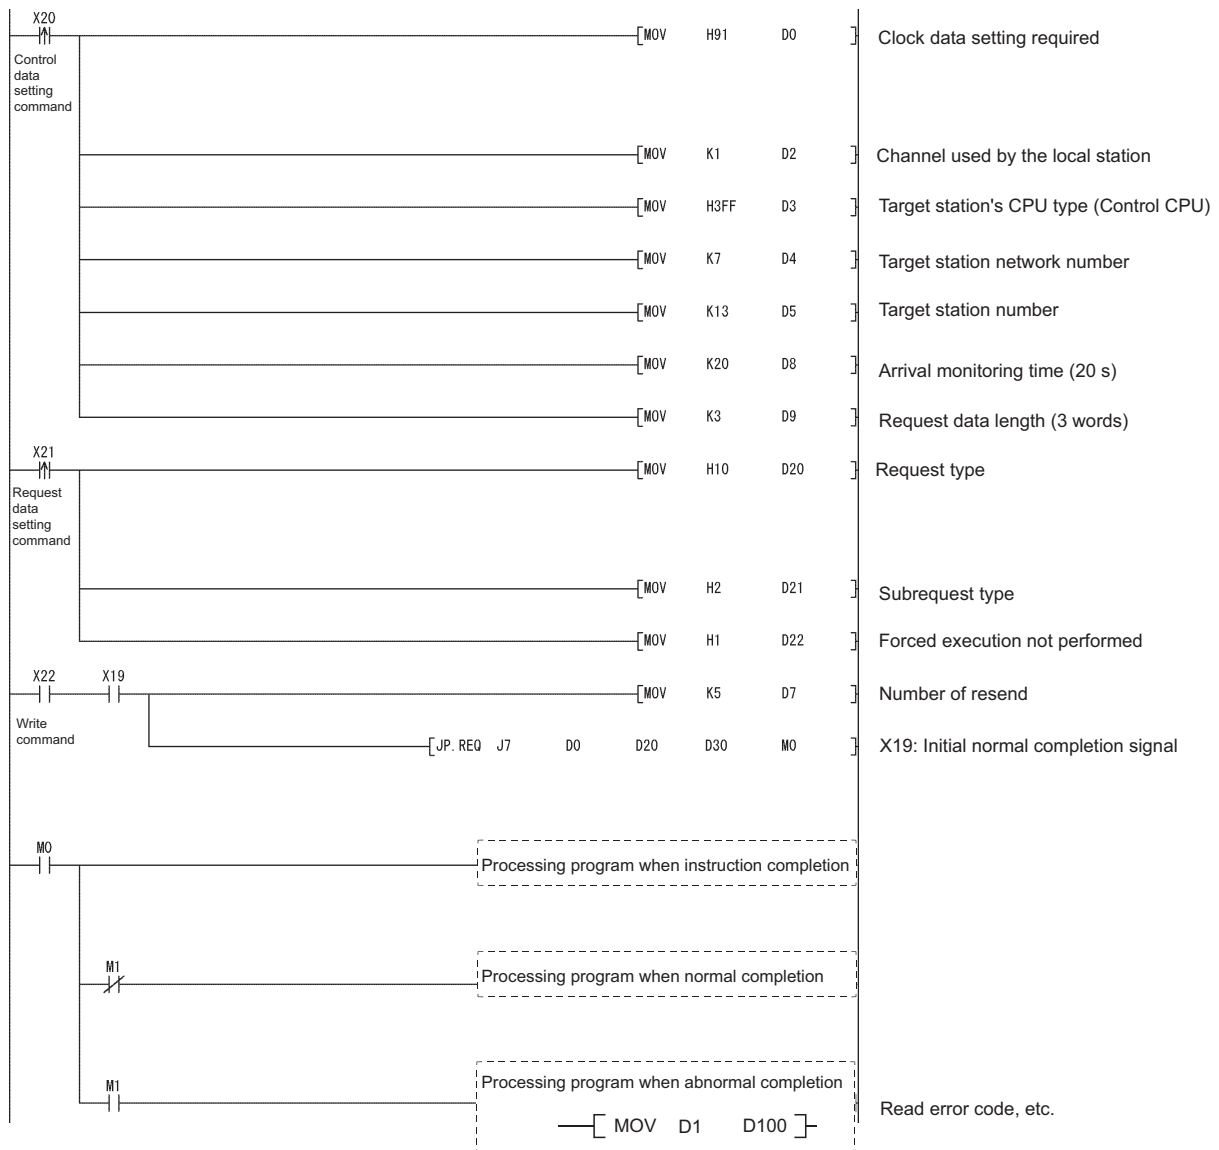 X20
[MOV H91 D0 ] Clock data setting required
Control
data
setting
command
[MOV K1 D2 ] Channel used by the local station
[MOV H3FF D3 ] Target station's CPU type (Control CPU)
[MOV K7 D4 ] Target station network number
[MOV K13 D5 ] Target station number
[MOV K20 D8 ] Arrival monitoring time (20 s)
[MOV K3 D9 ] Request data length (3 words)
X21
[MOV H10 D20 ] Request type
Request
data
setting
command
[MOV H2 D21 ] Subrequest type
[MOV H1 D22 ] Forced execution not performed
X22 X19
[MOV K5 D7 ] Number of resend
Write
command
[JP.REQ J7 D0 D20 D30 M0 ] X19: Initial normal completion signal
M0
Processing program when instruction completion
M1
Processing program when normal completion
M1
Processing program when abnormal completion
Read error code, etc.
[ MOV D1 D100 ]